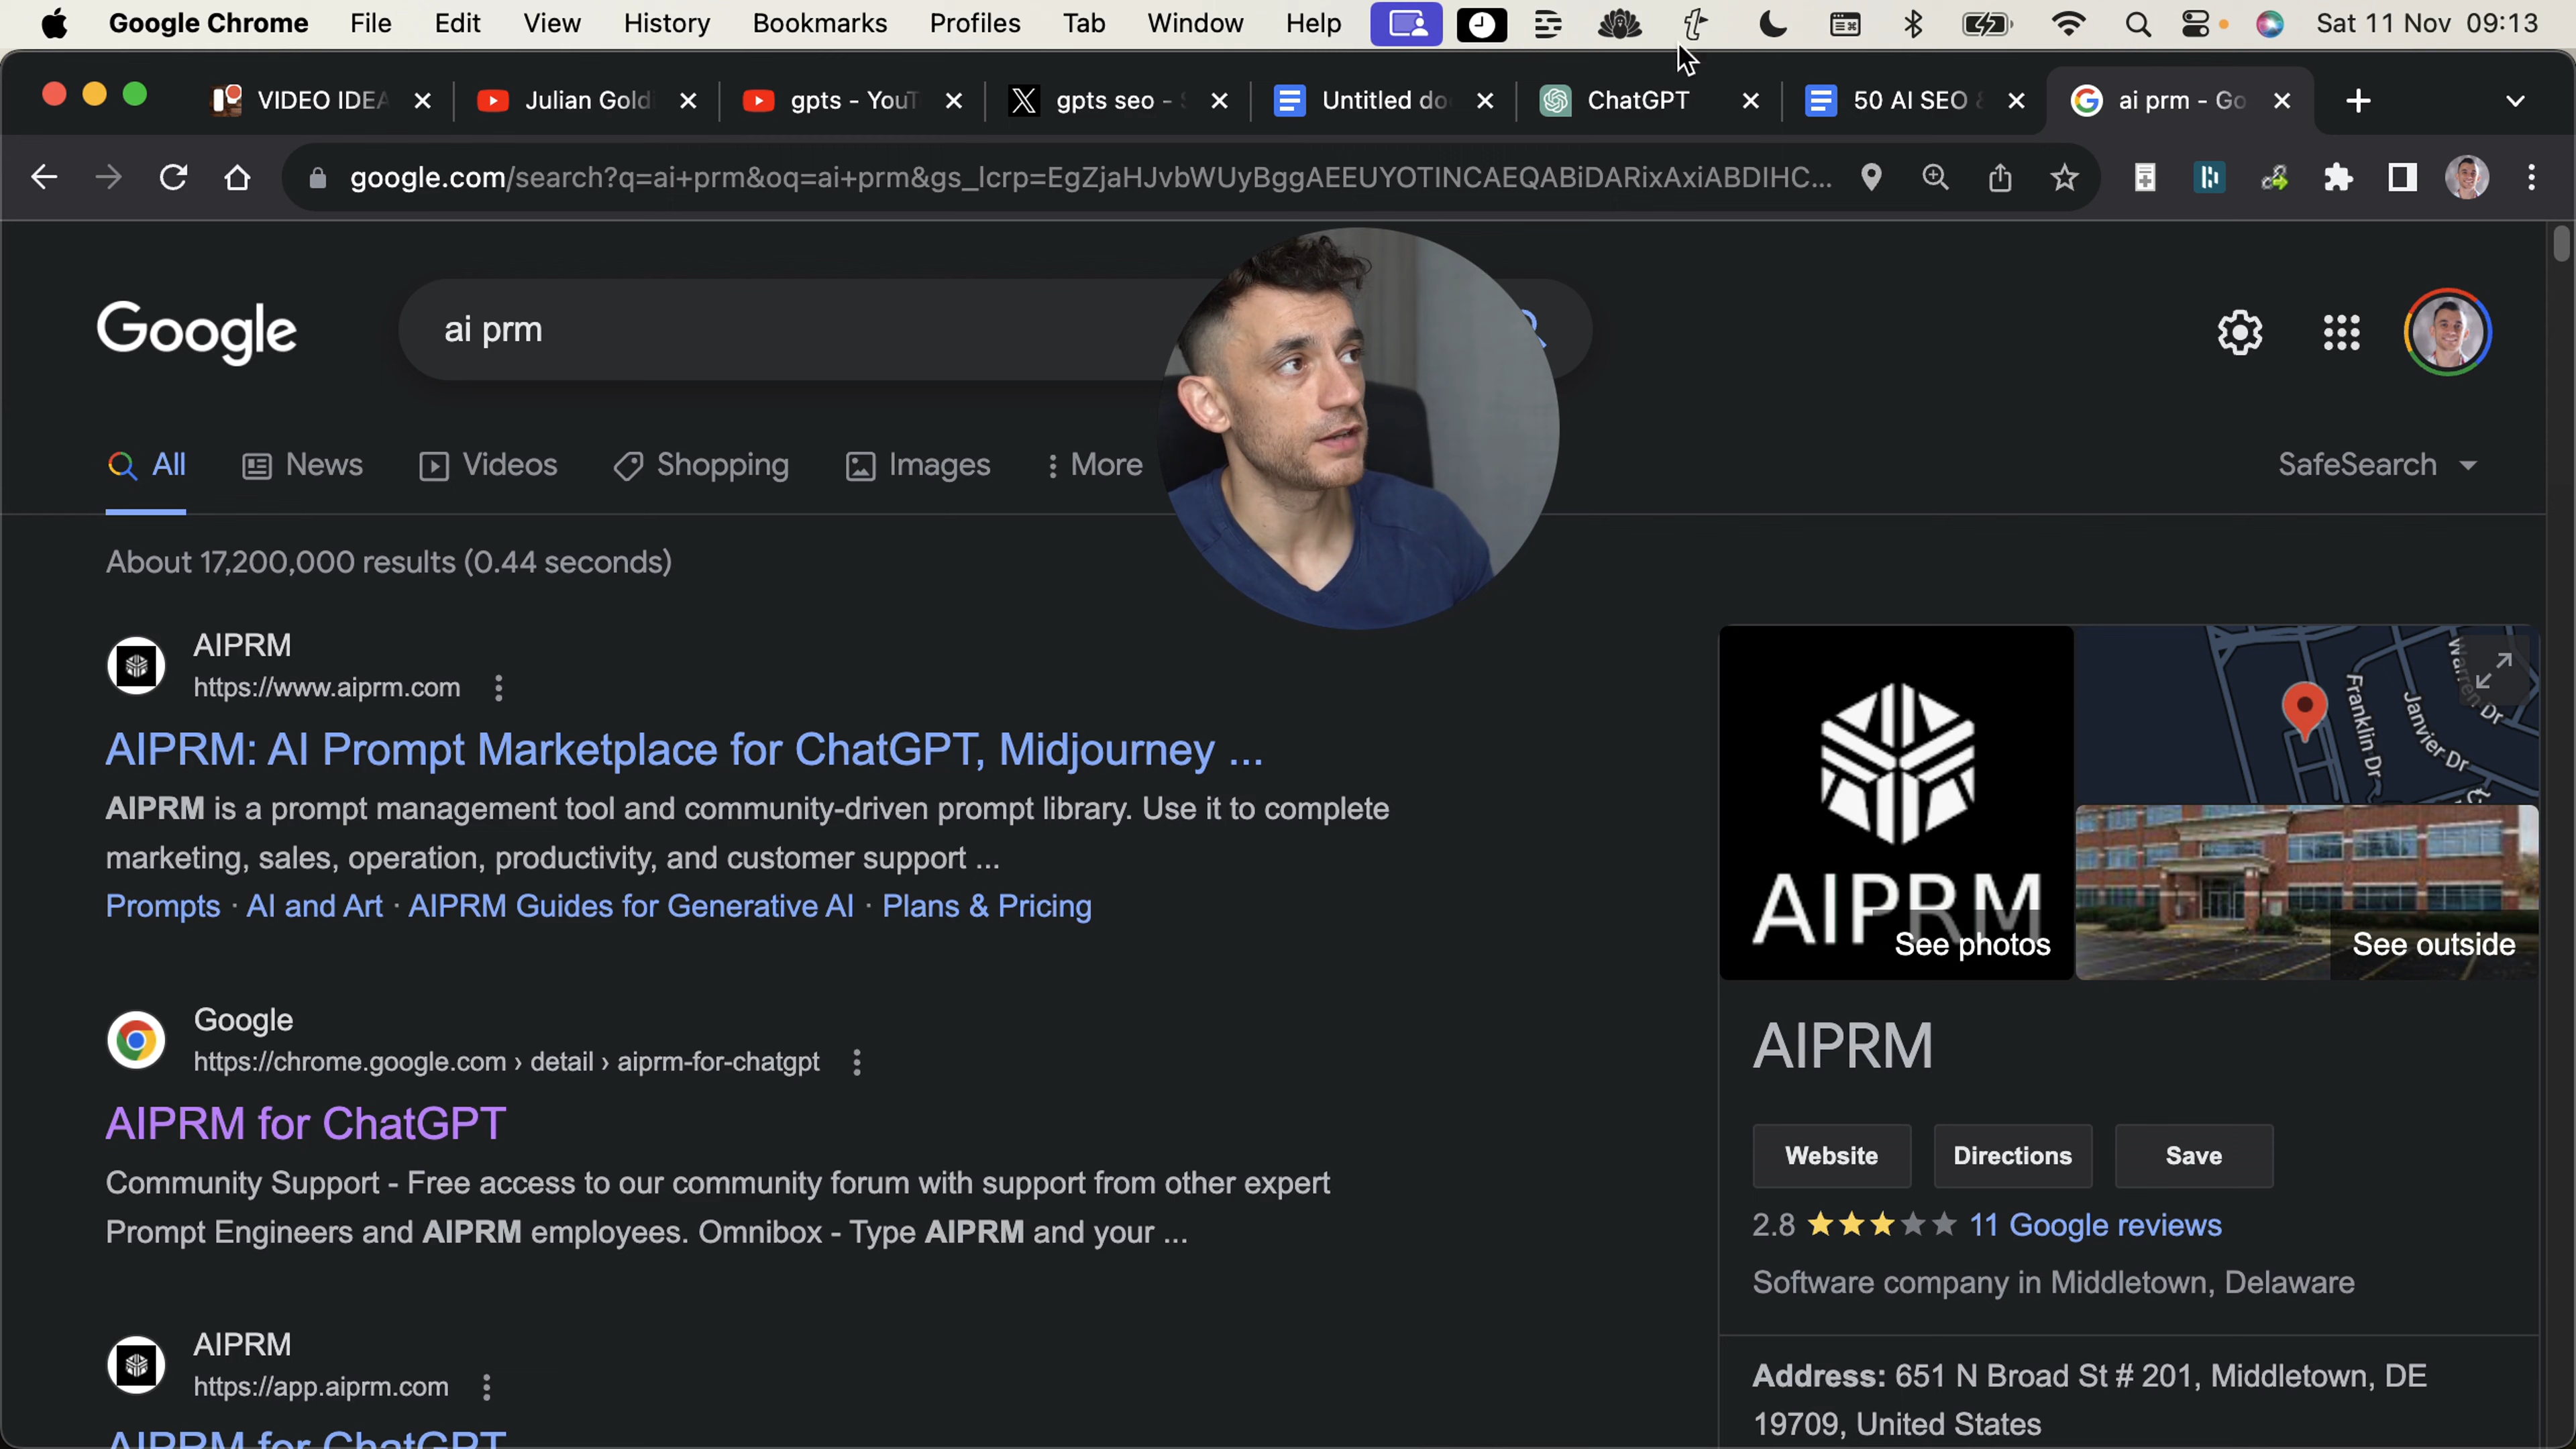 Google Chrome File Edit View History Bookmarks Profiles Tab Window Help Sat 11 Nov 09:13
VIDEO IDEA Julian Gold gpts - YouT gpts seo - Untitled do ChatGPT 50 AI SEO ai prm - Go
google.com/search?q=ai+prm&oq=ai+prm&gs_lcrp=EgZjaHJvbWUyBggAEEUYOTINCAEQABiDARixAxiABDIHC...
Google
ai prm
All News Videos Shopping Images More SafeSearch
About 17,200,000 results (0.44 seconds)
AIPRM
https://www.aiprm.com
AIPRM: AI Prompt Marketplace for ChatGPT, Midjourney ...
AIPRM is a prompt management tool and community-driven prompt library. Use it to complete
marketing, sales, operation, productivity, and customer support ...
Prompts · AI and Art · AIPRM Guides for Generative AI · Plans & Pricing
Google
https://chrome.google.com › detail › aiprm-for-chatgpt
AIPRM for ChatGPT
Community Support - Free access to our community forum with support from other expert
Prompt Engineers and AIPRM employees. Omnibox - Type AIPRM and your ...
AIPRM
https://app.aiprm.com
AIPRM for ChatGPT
AIPRM
See photos
Franklin Dr
Janvier Dr
See outside
AIPRM
Website Directions Save
2.8 11 Google reviews
Software company in Middletown, Delaware
Address: 651 N Broad St # 201, Middletown, DE
19709, United States